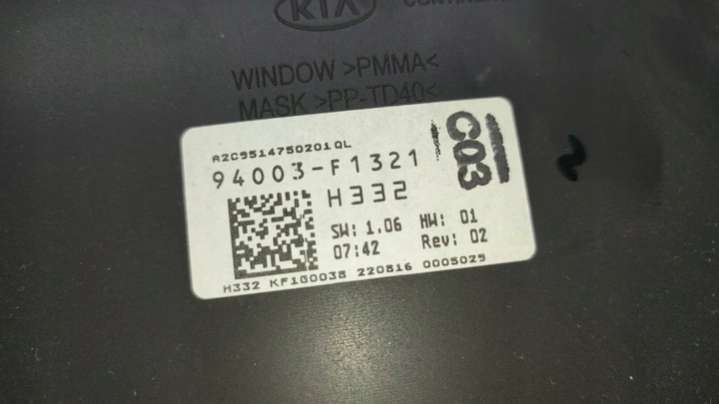 KIA
WINDOW >PMMA<
MASK >PP-TD40<
A2C9514750201QL
94003-F1321
CQ3
H332
SW: 1.06 HW: 01
07:42 Rev: 02
H332 KF1G0038 220816 0005029